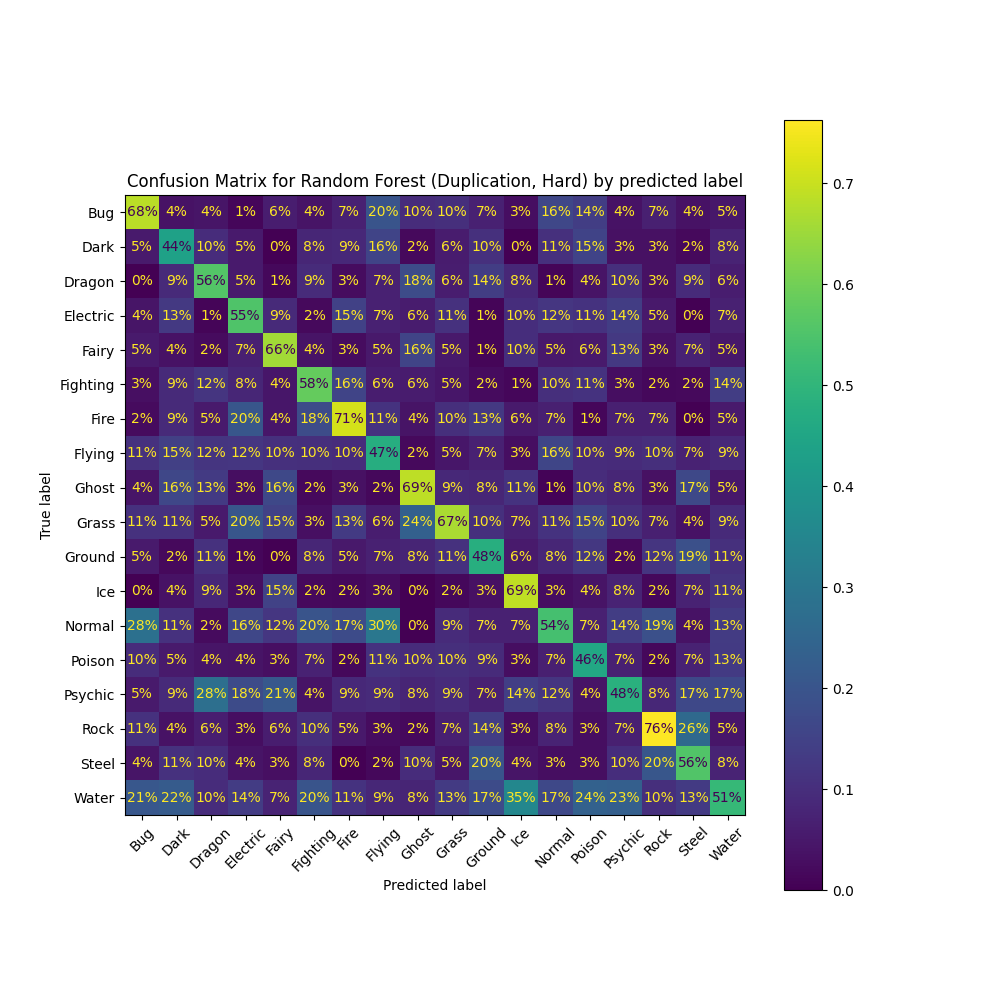 Confusion Matrix for Random Forest (Duplication, Hard) by predicted label
Bug 68% 4% 4% 1% 6% 4% 7% 20% 10% 10% 7% 3% 16% 14% 4% 7% 4% 5%
Dark 5% 44% 10% 5% 0% 8% 9% 16% 2% 6% 10% 0% 11% 15% 3% 3% 2% 8%
Dragon 0% 9% 56% 5% 1% 9% 3% 7% 18% 6% 14% 8% 1% 4% 10% 3% 9% 6%
Electric 4% 13% 1% 55% 9% 2% 15% 7% 6% 11% 1% 10% 12% 11% 14% 5% 0% 7%
Fairy 5% 4% 2% 7% 66% 4% 3% 5% 16% 5% 1% 10% 5% 6% 13% 3% 7% 5%
Fighting 3% 9% 12% 8% 4% 58% 16% 6% 6% 5% 2% 1% 10% 11% 3% 2% 2% 14%
Fire 2% 9% 5% 20% 4% 18% 71% 11% 4% 10% 13% 6% 7% 1% 7% 7% 0% 5%
Flying 11% 15% 12% 12% 10% 10% 10% 47% 2% 5% 7% 3% 16% 10% 9% 10% 7% 9%
Ghost 4% 16% 13% 3% 16% 2% 3% 2% 69% 9% 8% 11% 1% 10% 8% 3% 17% 5%
Grass 11% 11% 5% 20% 15% 3% 13% 6% 24% 67% 10% 7% 11% 15% 10% 7% 4% 9%
Ground 5% 2% 11% 1% 0% 8% 5% 7% 8% 11% 48% 6% 8% 12% 2% 12% 19% 11%
Ice 0% 4% 9% 3% 15% 2% 2% 3% 0% 2% 3% 69% 3% 4% 8% 2% 7% 11%
Normal 28% 11% 2% 16% 12% 20% 17% 30% 0% 9% 7% 7% 54% 7% 14% 19% 4% 13%
Poison 10% 5% 4% 4% 3% 7% 2% 11% 10% 10% 9% 3% 7% 46% 7% 2% 7% 13%
Psychic 5% 9% 28% 18% 21% 4% 9% 9% 8% 9% 7% 14% 12% 4% 48% 8% 17% 17%
Rock 11% 4% 6% 3% 6% 10% 5% 3% 2% 7% 14% 3% 8% 3% 7% 76% 26% 5%
Steel 4% 11% 10% 4% 3% 8% 0% 2% 10% 5% 20% 4% 3% 3% 10% 20% 56% 8%
Water 21% 22% 10% 14% 7% 20% 11% 9% 8% 13% 17% 35% 17% 24% 23% 10% 13% 51%
Bug Dark Dragon Electric Fairy Fighting Fire Flying Ghost Grass Ground Ice Normal Poison Psychic Rock Steel Water
Predicted label
True label
0.7
0.6
0.5
0.4
0.3
0.2
0.1
0.0